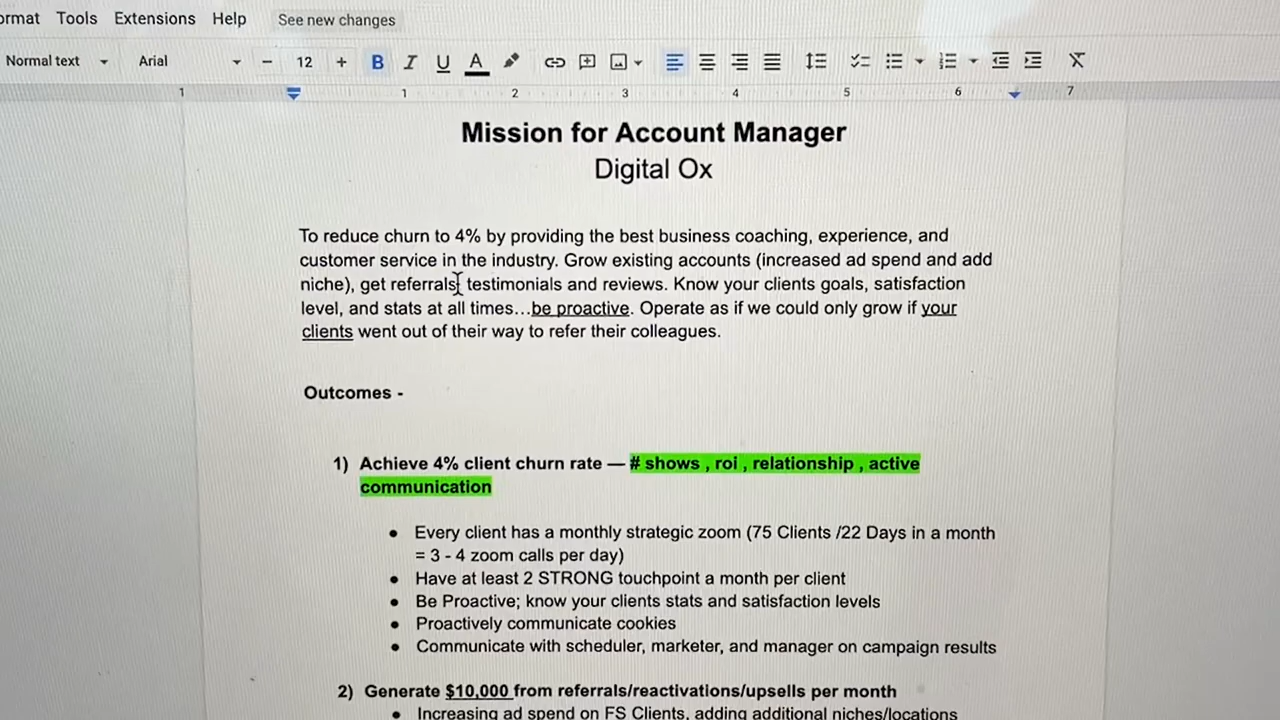 ormat Tools Extensions Help See new changes
Normal text Arial − 12 + B I U A
1 1 2 3 4 5 6 7
Mission for Account Manager
Digital Ox
To reduce churn to 4% by providing the best business coaching, experience, and
customer service in the industry. Grow existing accounts (increased ad spend and add
niche), get referrals, testimonials and reviews. Know your clients goals, satisfaction
level, and stats at all times…be proactive. Operate as if we could only grow if your
clients went out of their way to refer their colleagues.
Outcomes -
1) Achieve 4% client churn rate — # shows , roi , relationship , active
communication
● Every client has a monthly strategic zoom (75 Clients /22 Days in a month
= 3 - 4 zoom calls per day)
● Have at least 2 STRONG touchpoint a month per client
● Be Proactive; know your clients stats and satisfaction levels
● Proactively communicate cookies
● Communicate with scheduler, marketer, and manager on campaign results
2) Generate $10,000 from referrals/reactivations/upsells per month
● Increasing ad spend on FS Clients, adding additional niches/locations